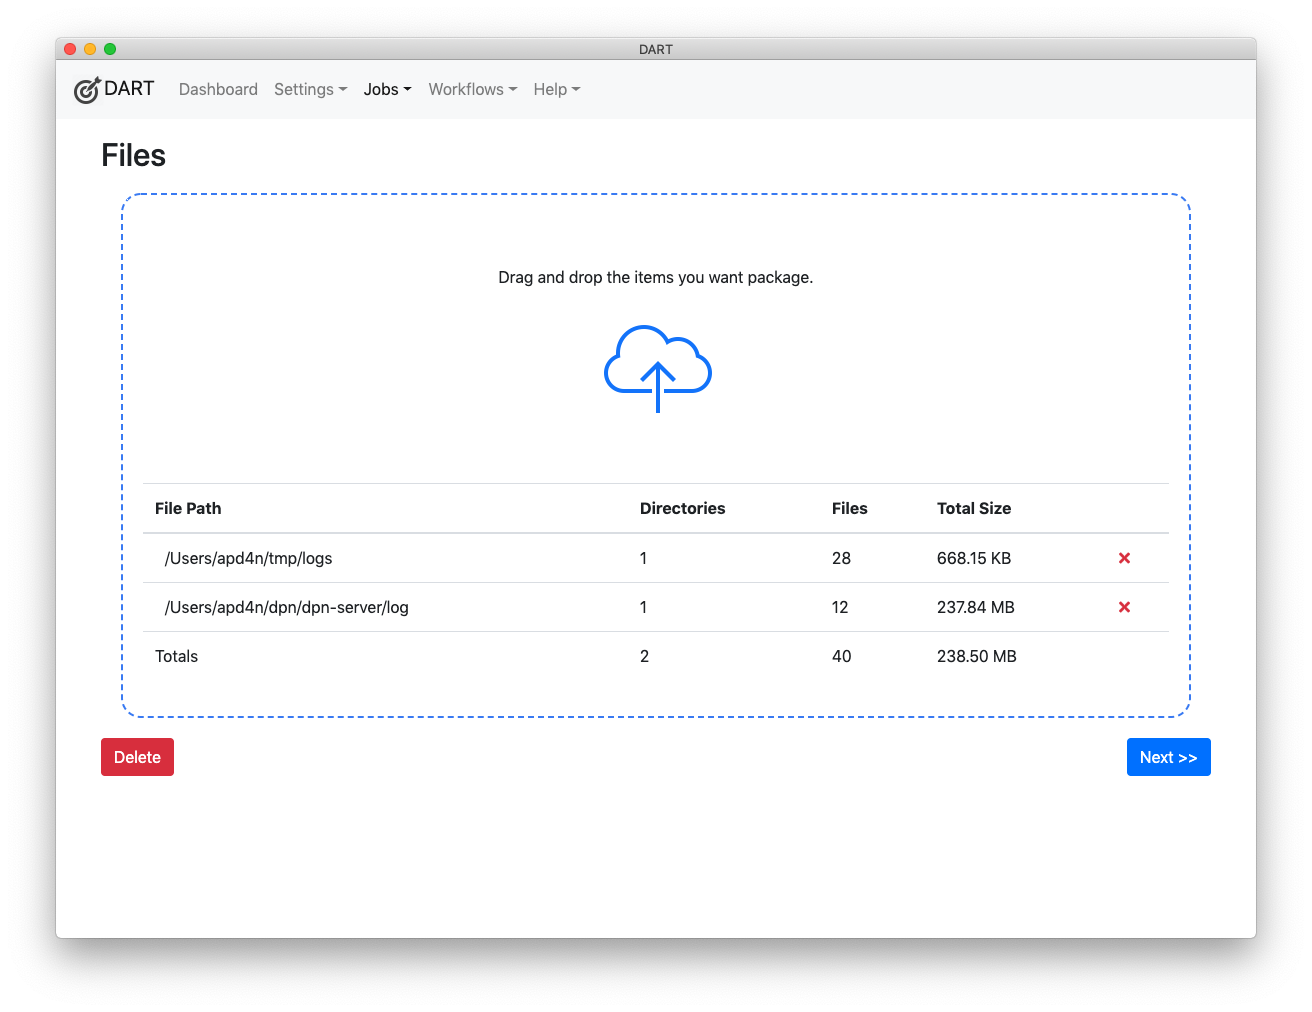 DART
DART Dashboard Settings Jobs Workflows Help
Files
Drag and drop the items you want package.
File Path Directories Files Total Size
/Users/apd4n/tmp/logs 1 28 668.15 KB
/Users/apd4n/dpn/dpn-server/log 1 12 237.84 MB
Totals 2 40 238.50 MB
Delete Next >>